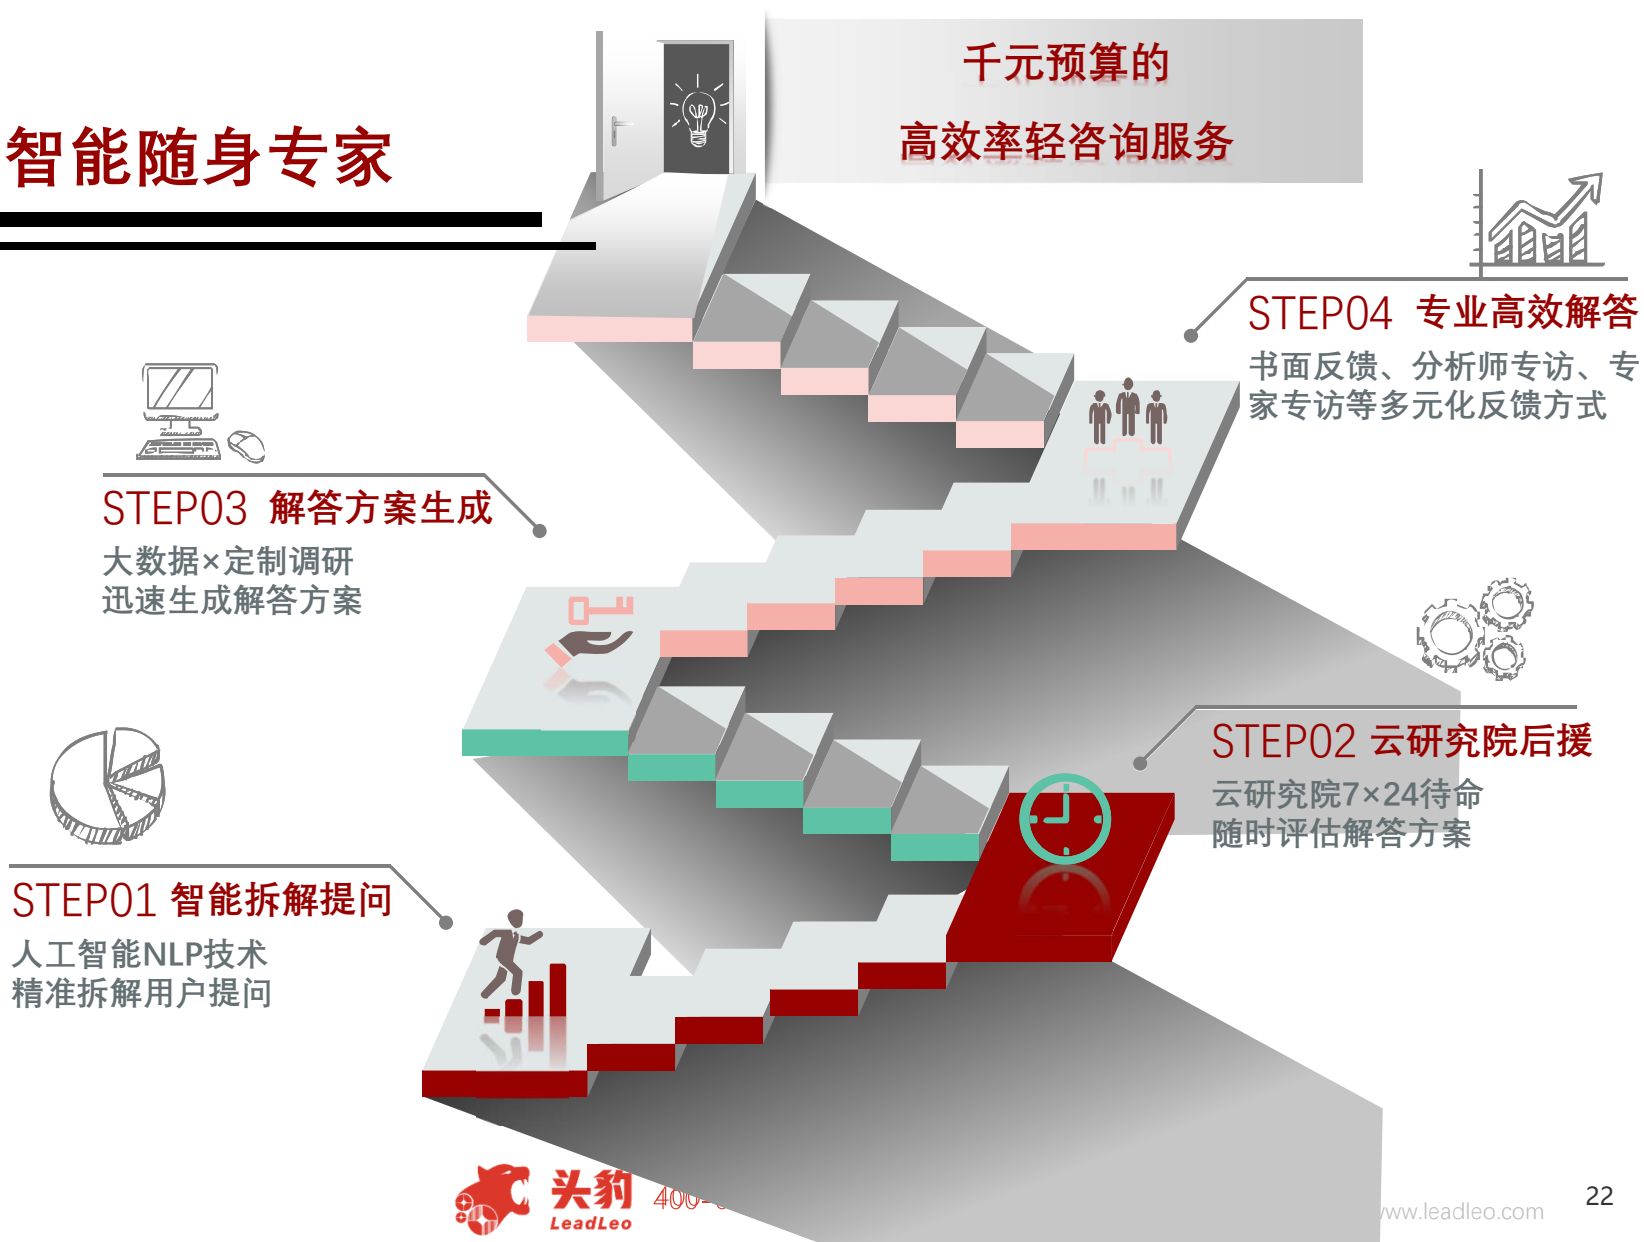 智能随身专家
千元预算的
高效率轻咨询服务
STEP04 专业高效解答
书面反馈、分析师专访、专
家专访等多元化反馈方式
STEP03 解答方案生成
大数据×定制调研
迅速生成解答方案
STEP02 云研究院后援
云研究院7×24待命
随时评估解答方案
STEP01 智能拆解提问
人工智能NLP技术
精准拆解用户提问
头豹
LeadLeo
400-
www.leadleo.com
22